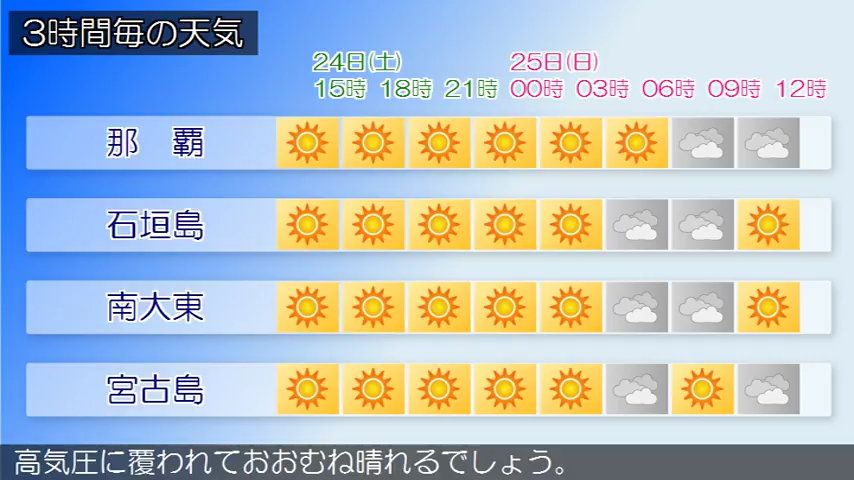 3時間毎の天気
24日(土) 25日(日)
15時 18時 21時 00時 03時 06時 09時 12時
那　覇
石垣島
南大東
宮古島
高気圧に覆われておおむね晴れるでしょう。